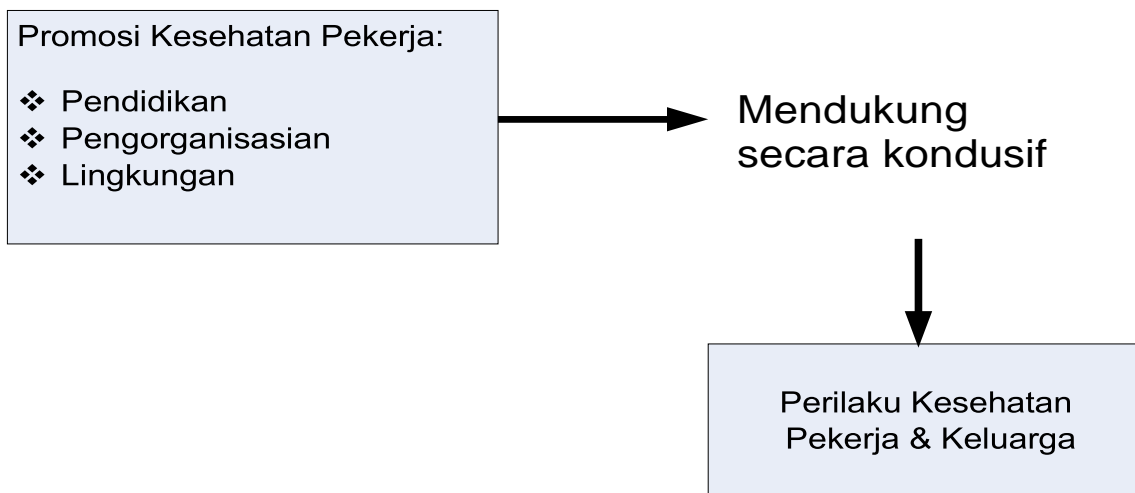 Promosi Kesehatan Pekerja:
❖ Pendidikan
❖ Pengorganisasian
❖ Lingkungan
Mendukung
secara kondusif
Perilaku Kesehatan
Pekerja & Keluarga